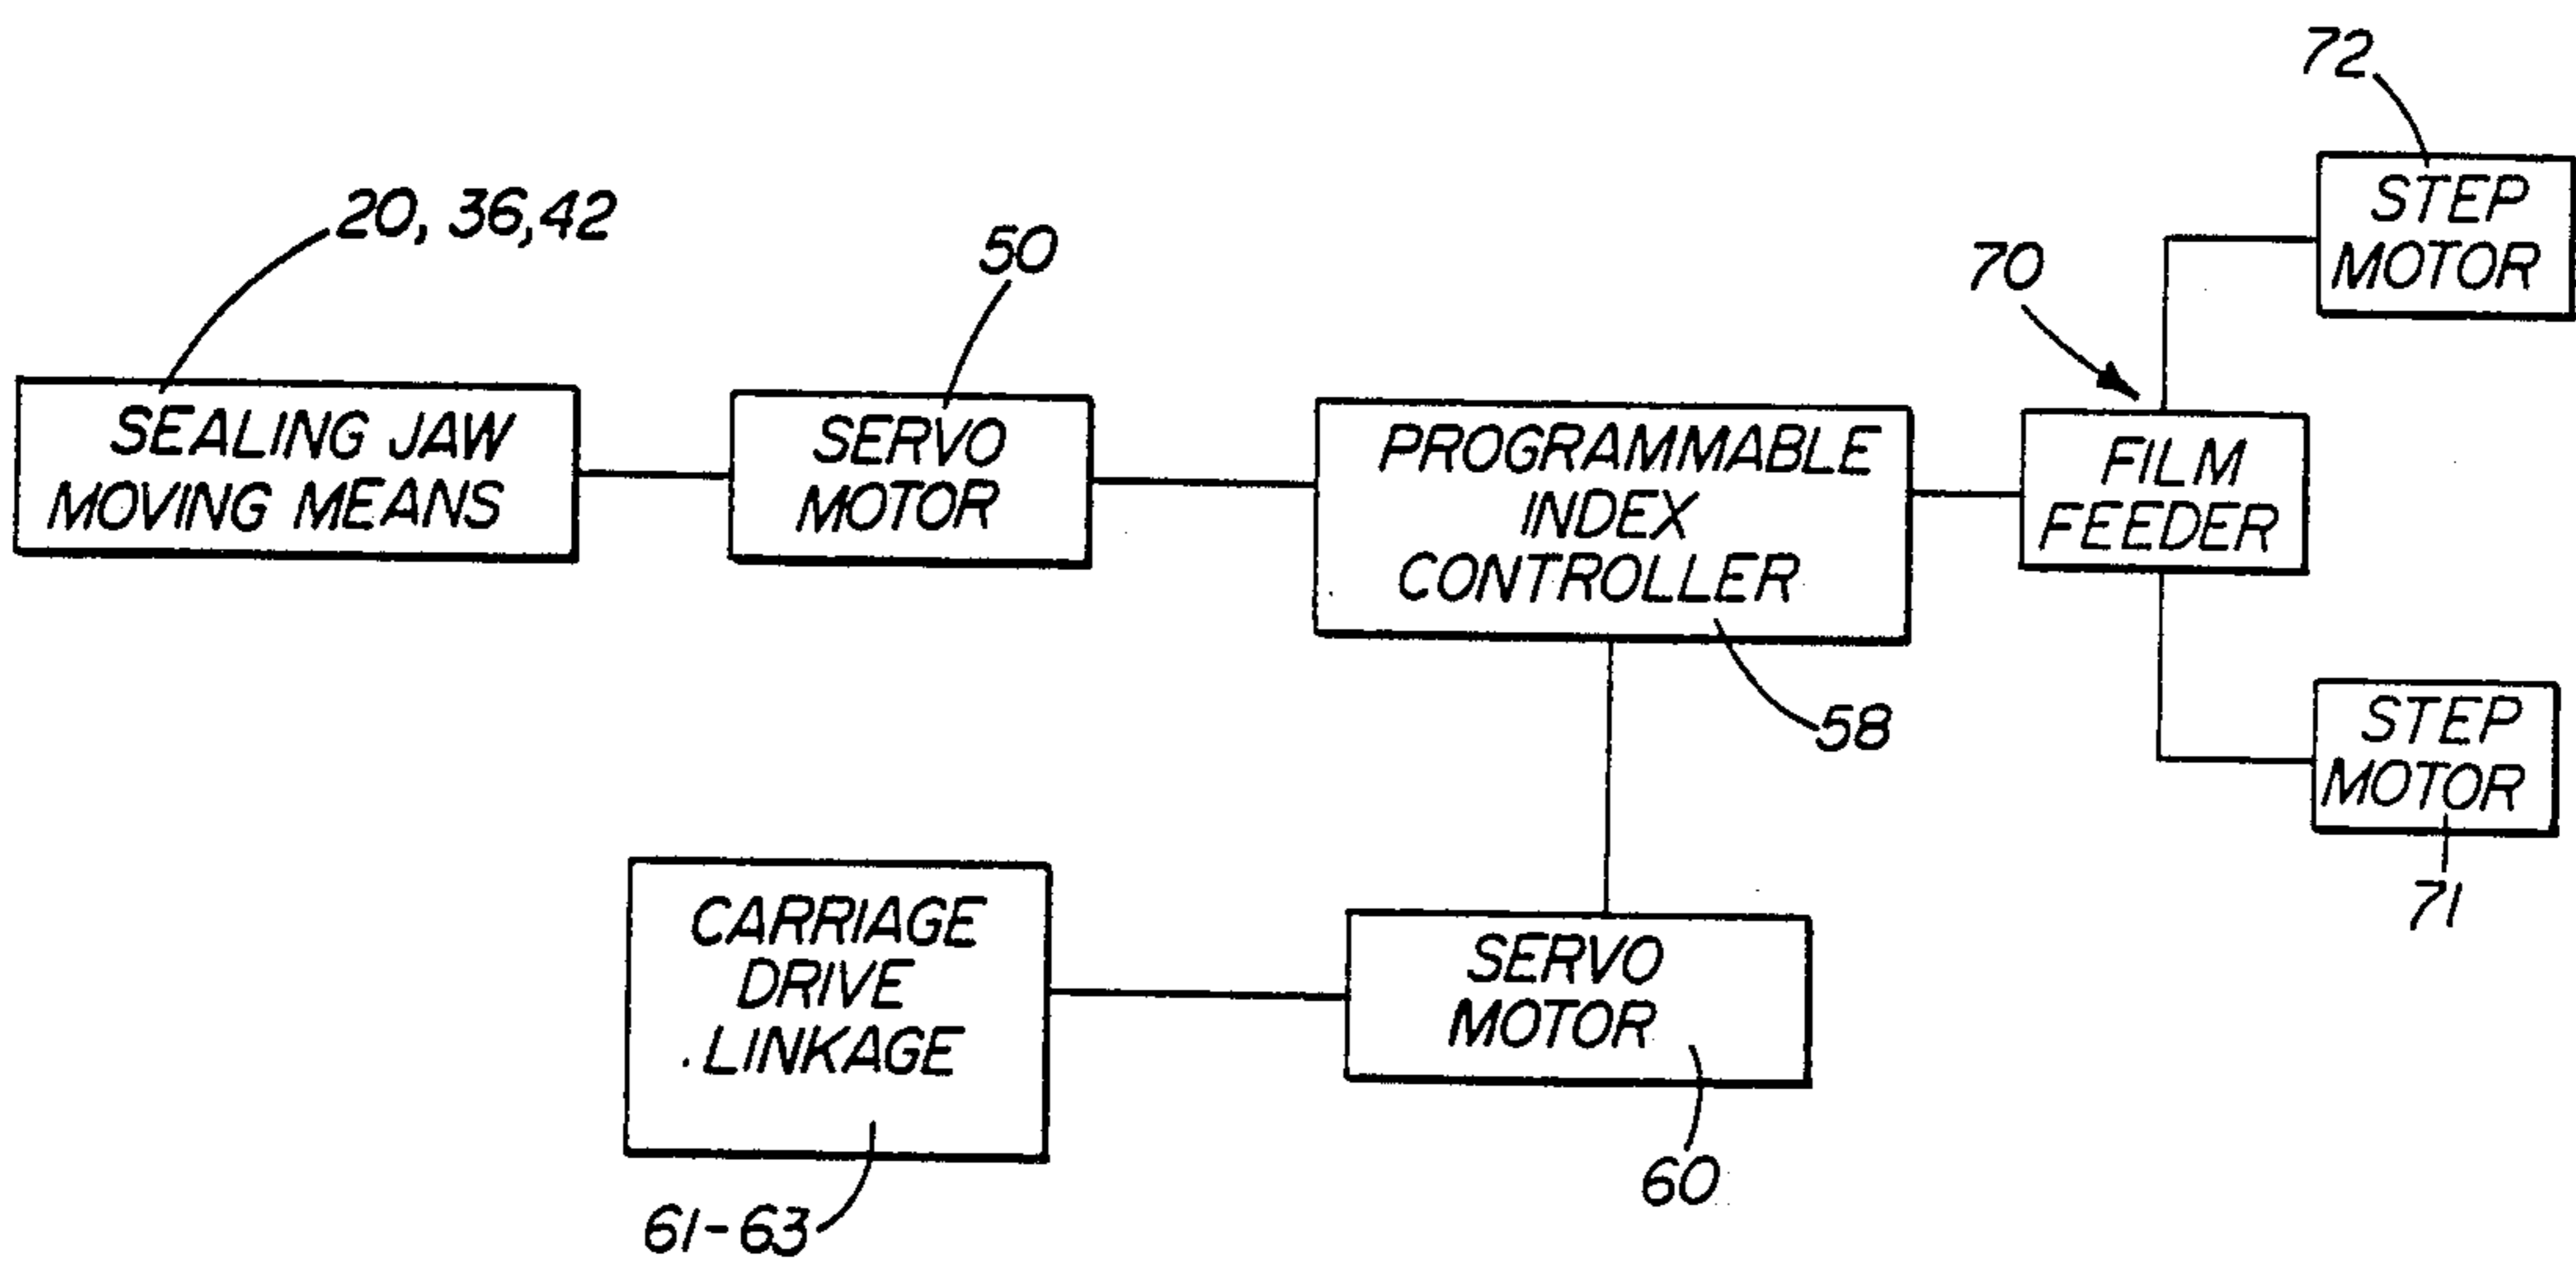 72
STEP
MOTOR
20, 36, 42
50
70
SEALING JAW
MOVING MEANS
SERVO
MOTOR
PROGRAMMABLE
INDEX
CONTROLLER
FILM
FEEDER
58
STEP
MOTOR
71
CARRIAGE
DRIVE
LINKAGE
SERVO
MOTOR
60
61-63